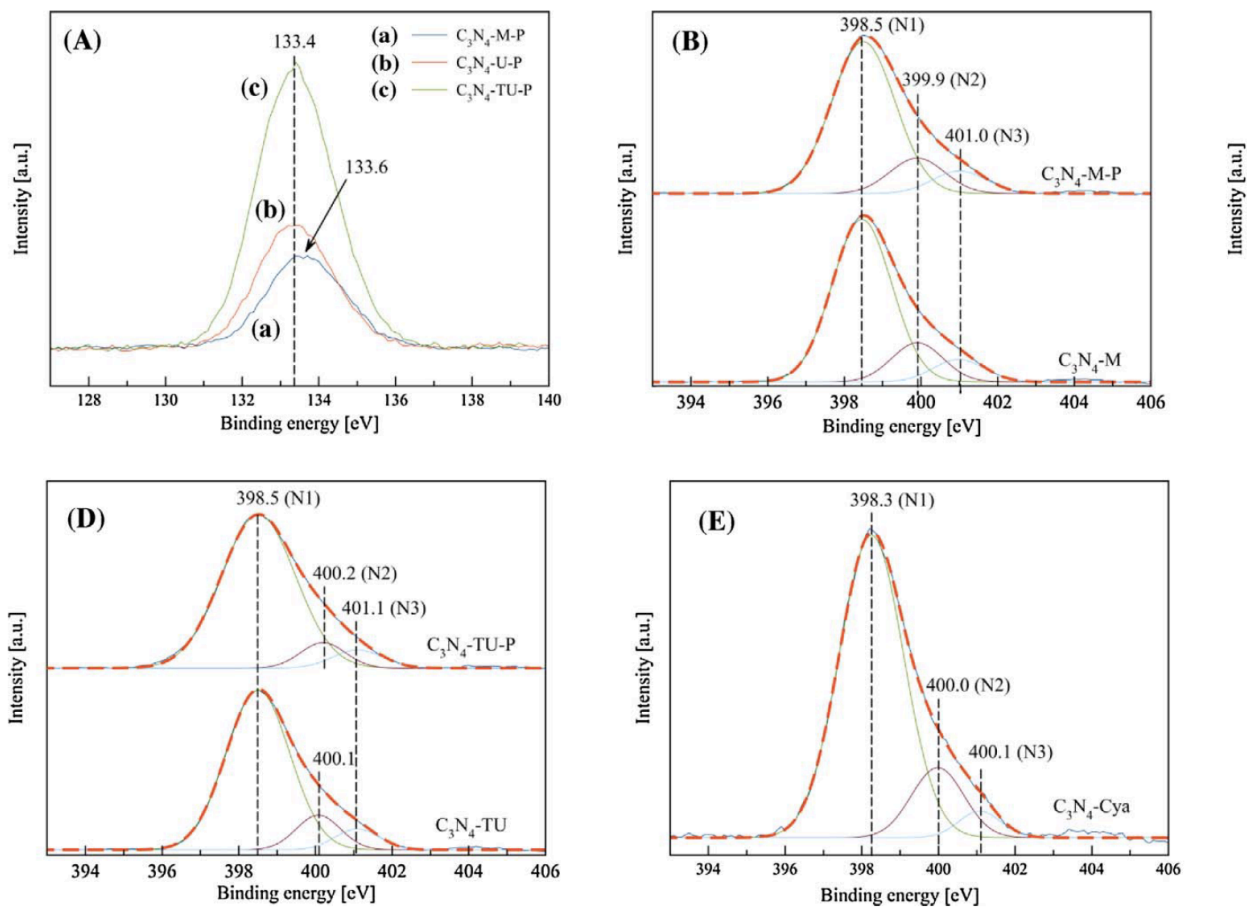 (A)
133.4
(a) C₃N₄-M-P
(b) C₃N₄-U-P
(c) C₃N₄-TU-P
(c)
133.6
(b)
(a)
Intensity [a.u.]
128 130 132 134 136 138 140
Binding energy [eV]
(B)
398.5 (N1)
399.9 (N2)
401.0 (N3)
C₃N₄-M-P
C₃N₄-M
Intensity [a.u.]
394 396 398 400 402 404 406
Binding energy [eV]
Intensity [a.u.]
(D)
398.5 (N1)
400.2 (N2)
401.1 (N3)
C₃N₄-TU-P
400.1
C₃N₄-TU
Intensity [a.u.]
394 396 398 400 402 404 406
Binding energy [eV]
(E)
398.3 (N1)
400.0 (N2)
400.1 (N3)
C₃N₄-Cya
Intensity [a.u.]
394 396 398 400 402 404 406
Binding energy [eV]